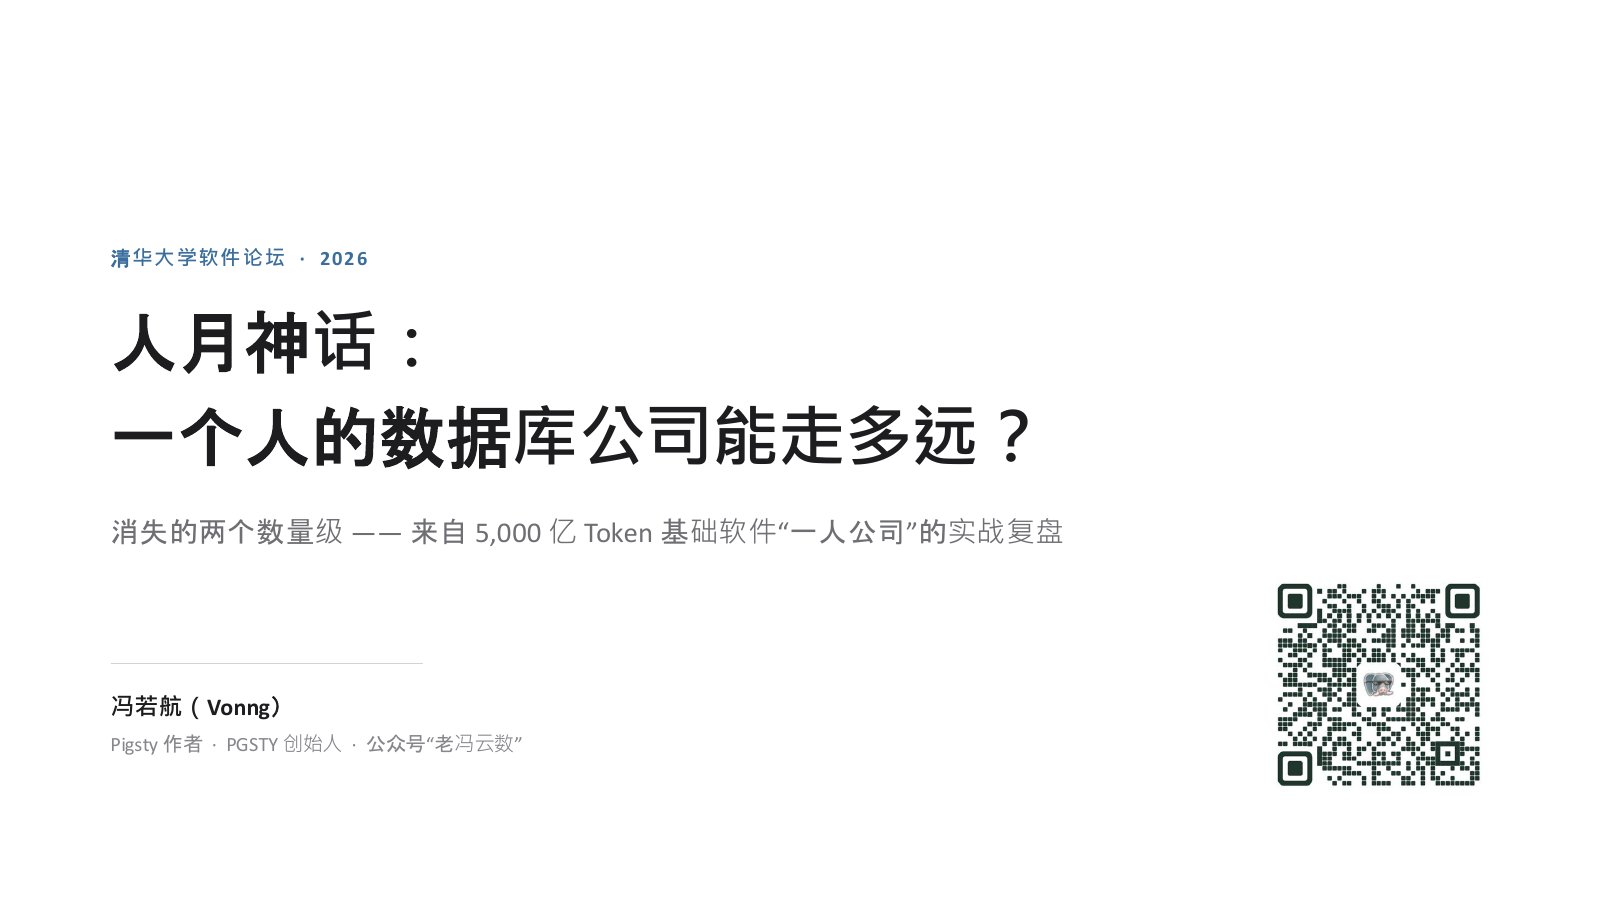 清华大学软件论坛 · 2026
人月神话：
一个人的数据库公司能走多远？
消失的两个数量级 —— 来自 5,000 亿 Token 基础软件“一人公司”的实战复盘
冯若航（Vonng）
Pigsty 作者 · PGSTY 创始人 · 公众号“老冯云数”